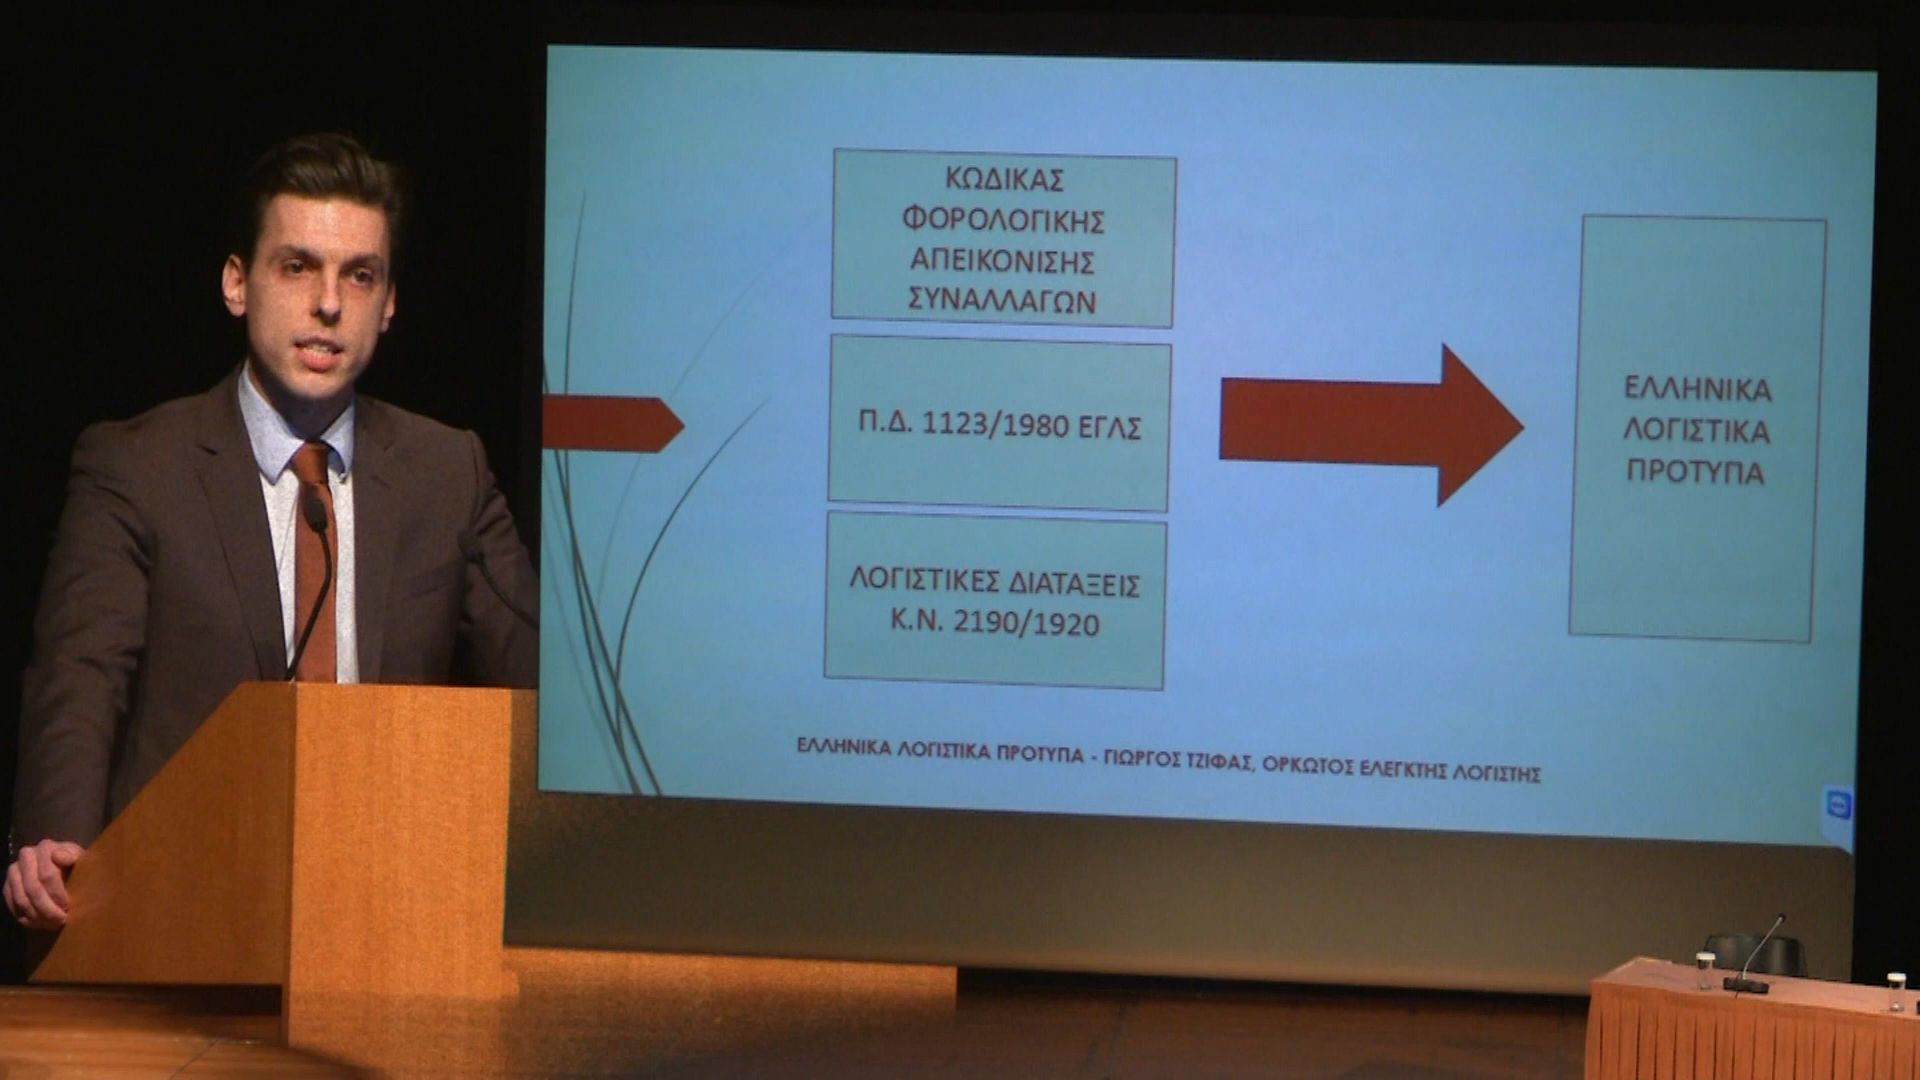 ΚΩΔΙΚΑΣ
ΦΟΡΟΛΟΓΙΚΗΣ
ΑΠΕΙΚΟΝΙΣΗΣ
ΣΥΝΑΛΛΑΓΩΝ
Π.Δ. 1123/1980 ΕΓΛΣ
ΛΟΓΙΣΤΙΚΕΣ ΔΙΑΤΑΞΕΙΣ
Κ.Ν. 2190/1920
ΕΛΛΗΝΙΚΑ
ΛΟΓΙΣΤΙΚΑ
ΠΡΟΤΥΠΑ
ΕΛΛΗΝΙΚΑ ΛΟΓΙΣΤΙΚΑ ΠΡΟΤΥΠΑ - ΓΙΩΡΓΟΣ ΤΖΙΦΑΣ, ΟΡΚΩΤΟΣ ΕΛΕΓΚΤΗΣ ΛΟΓΙΣΤΗΣ